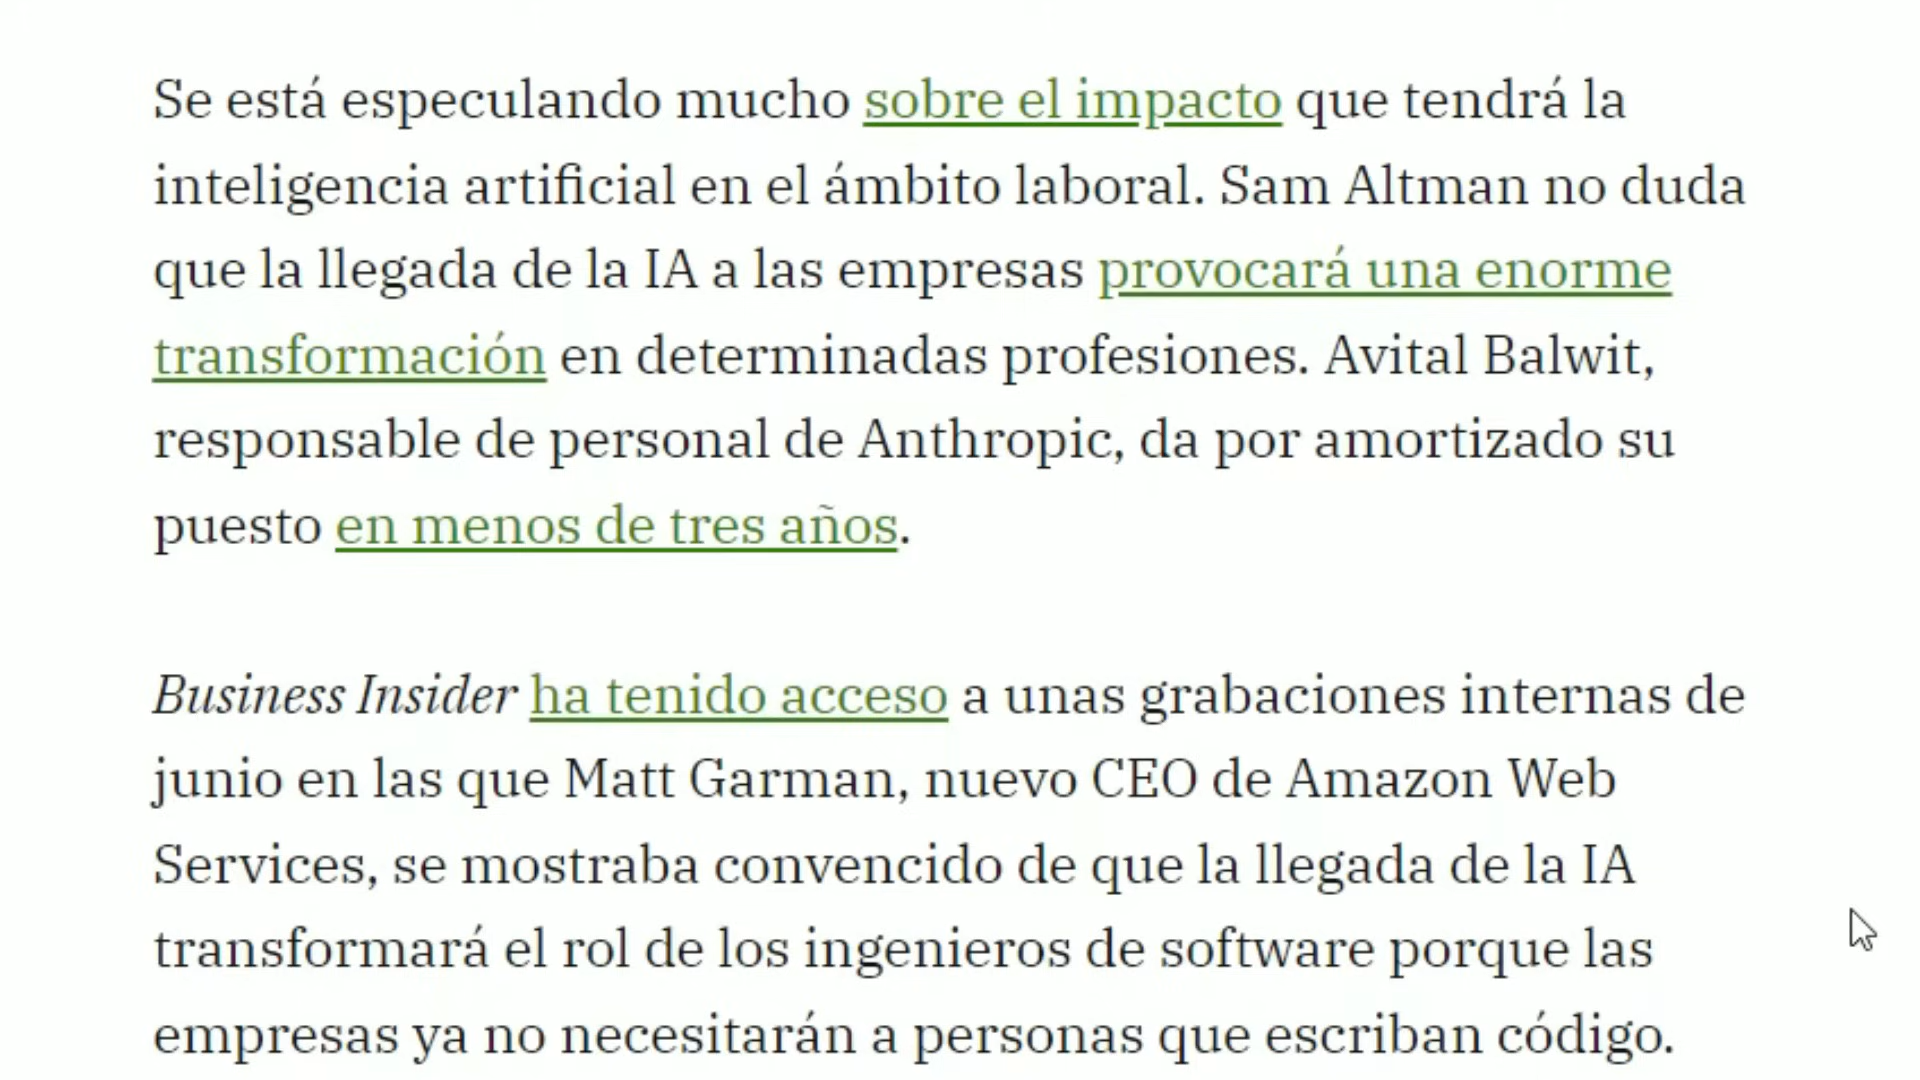 Se está especulando mucho sobre el impacto que tendrá la
inteligencia artificial en el ámbito laboral. Sam Altman no duda
que la llegada de la IA a las empresas provocará una enorme
transformación en determinadas profesiones. Avital Balwit,
responsable de personal de Anthropic, da por amortizado su
puesto en menos de tres años.
Business Insider ha tenido acceso a unas grabaciones internas de
junio en las que Matt Garman, nuevo CEO de Amazon Web
Services, se mostraba convencido de que la llegada de la IA
transformará el rol de los ingenieros de software porque las
empresas ya no necesitarán a personas que escriban código.